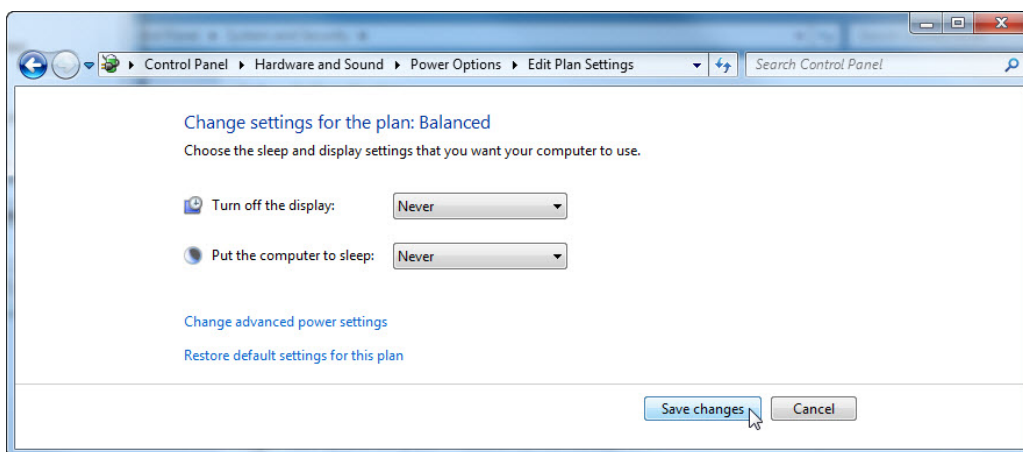 Control Panel Hardware and Sound Power Options Edit Plan Settings Search Control Panel
Change settings for the plan: Balanced
Choose the sleep and display settings that you want your computer to use.
Turn off the display: Never
Put the computer to sleep: Never
Change advanced power settings
Restore default settings for this plan
Save changes Cancel